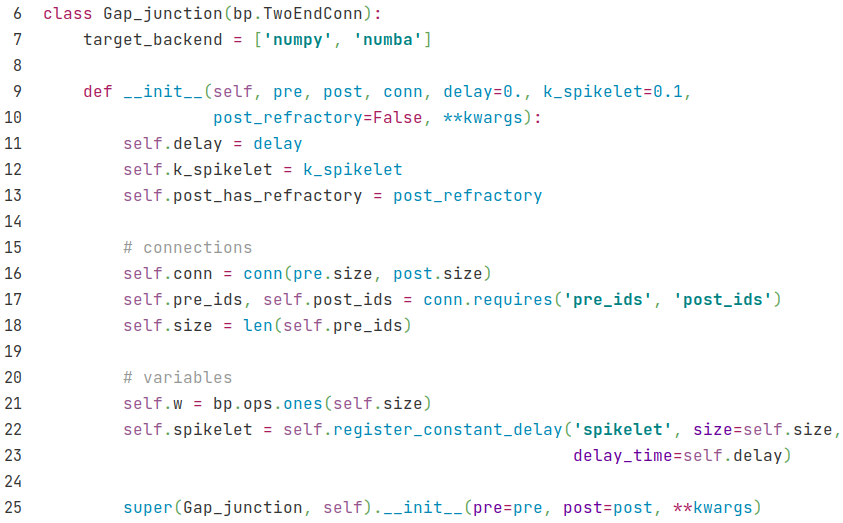 6 class Gap_junction(bp.TwoEndConn):
7     target_backend = ['numpy', 'numba']
8
9     def __init__(self, pre, post, conn, delay=0., k_spikelet=0.1,
10                  post_refractory=False, **kwargs):
11         self.delay = delay
12         self.k_spikelet = k_spikelet
13         self.post_has_refractory = post_refractory
14
15         # connections
16         self.conn = conn(pre.size, post.size)
17         self.pre_ids, self.post_ids = conn.requires('pre_ids', 'post_ids')
18         self.size = len(self.pre_ids)
19
20         # variables
21         self.w = bp.ops.ones(self.size)
22         self.spikelet = self.register_constant_delay('spikelet', size=self.size,
23                                                      delay_time=self.delay)
24
25         super(Gap_junction, self).__init__(pre=pre, post=post, **kwargs)